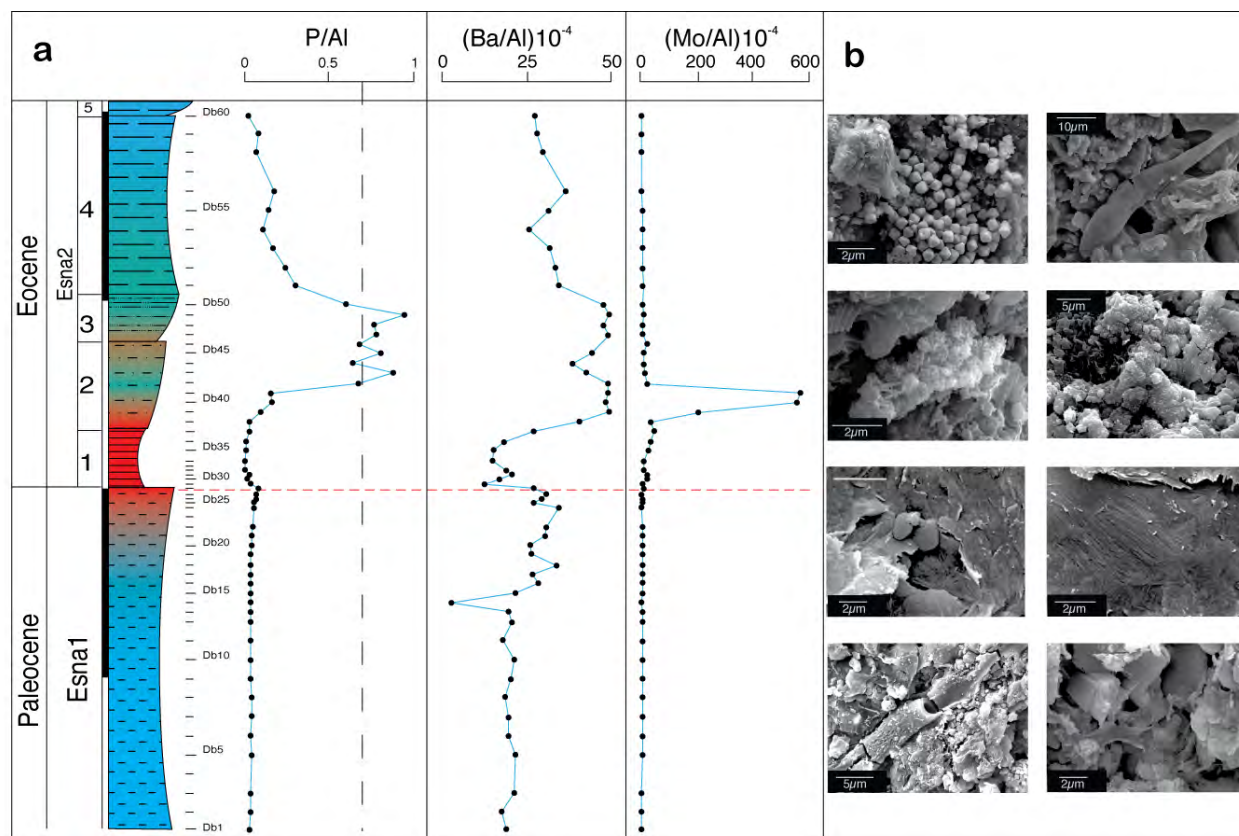 a
P/Al
(Ba/Al)10-4
(Mo/Al)10-4
b
0
0.5
1
0
25
50
0
200
400
600
Eocene
Paleocene
Esna2
Esna1
5
4
3
2
1
Db60
Db55
Db50
Db45
Db40
Db35
Db30
Db25
Db20
Db15
Db10
Db5
Db1
2µm
10µm
2µm
5µm
2µm
2µm
5µm
2µm